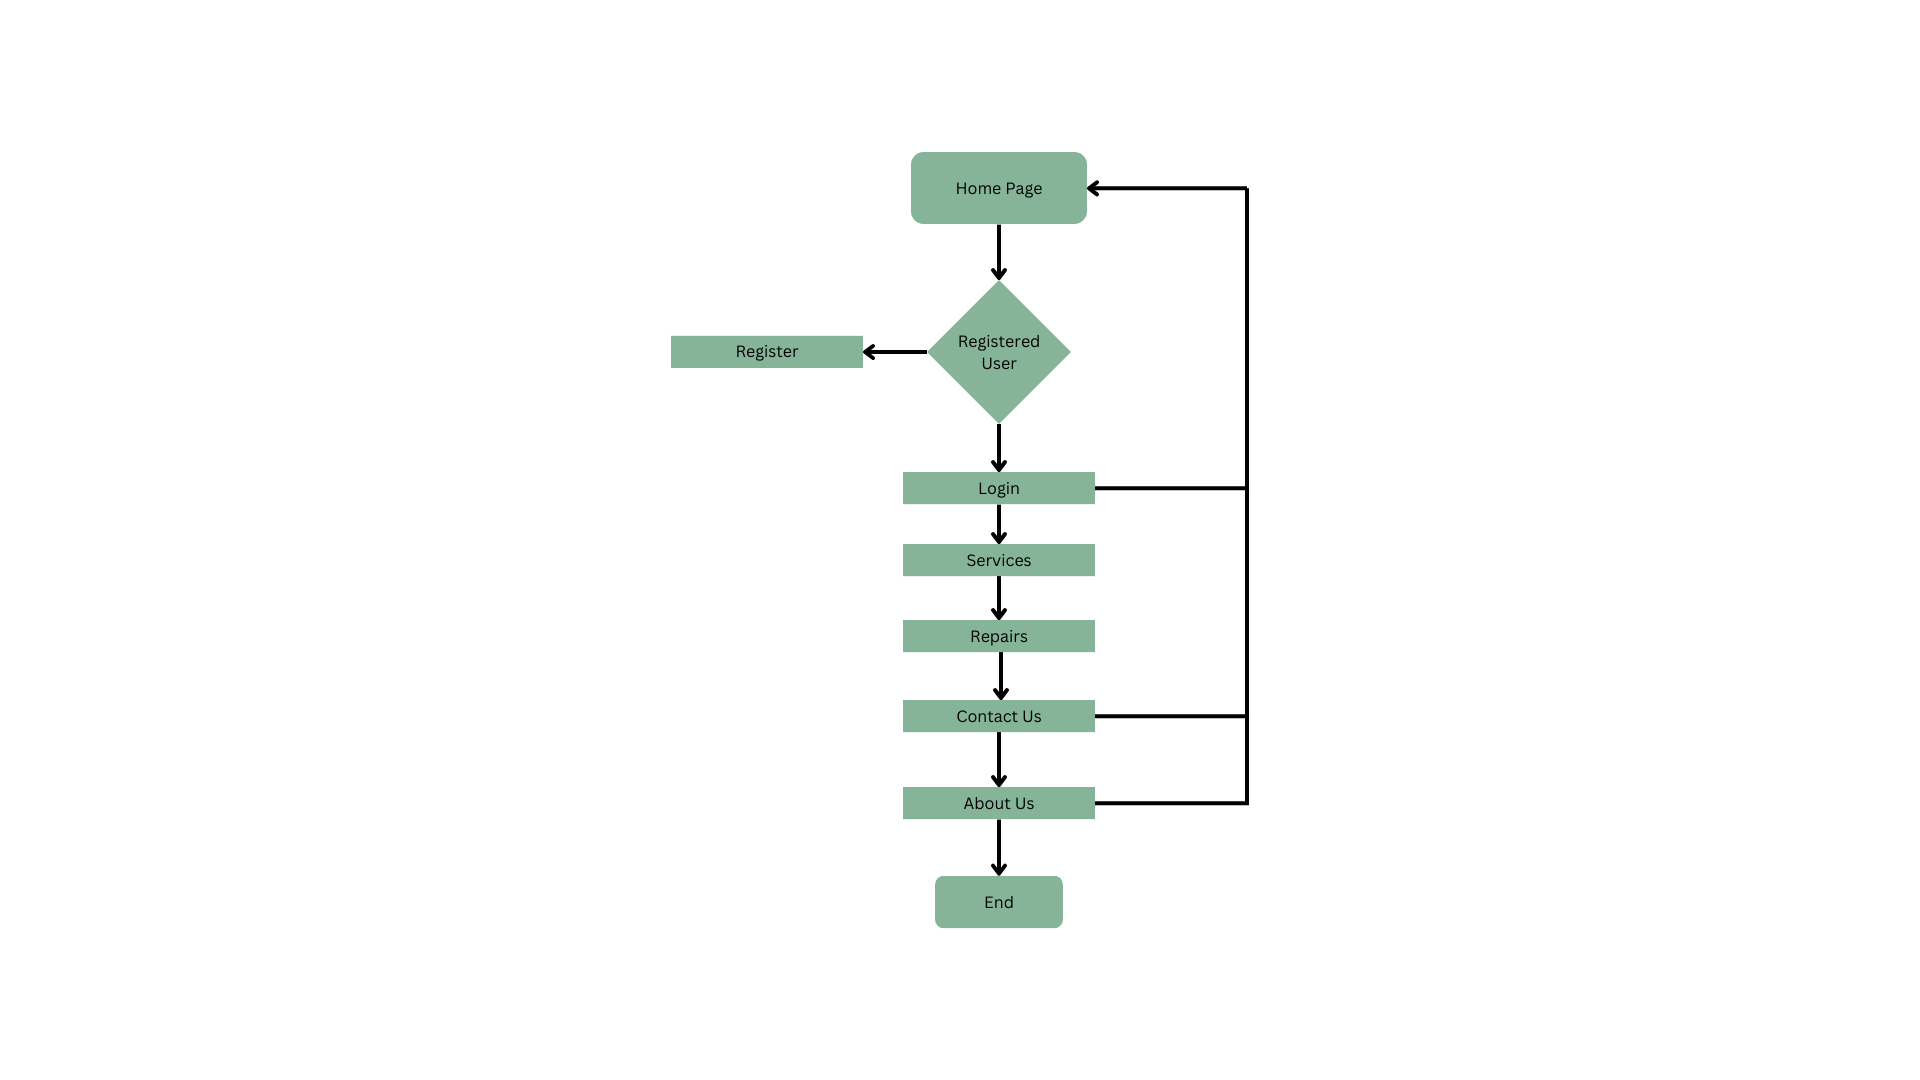 Home Page
Registered
User
Register
Login
Services
Repairs
Contact Us
About Us
End